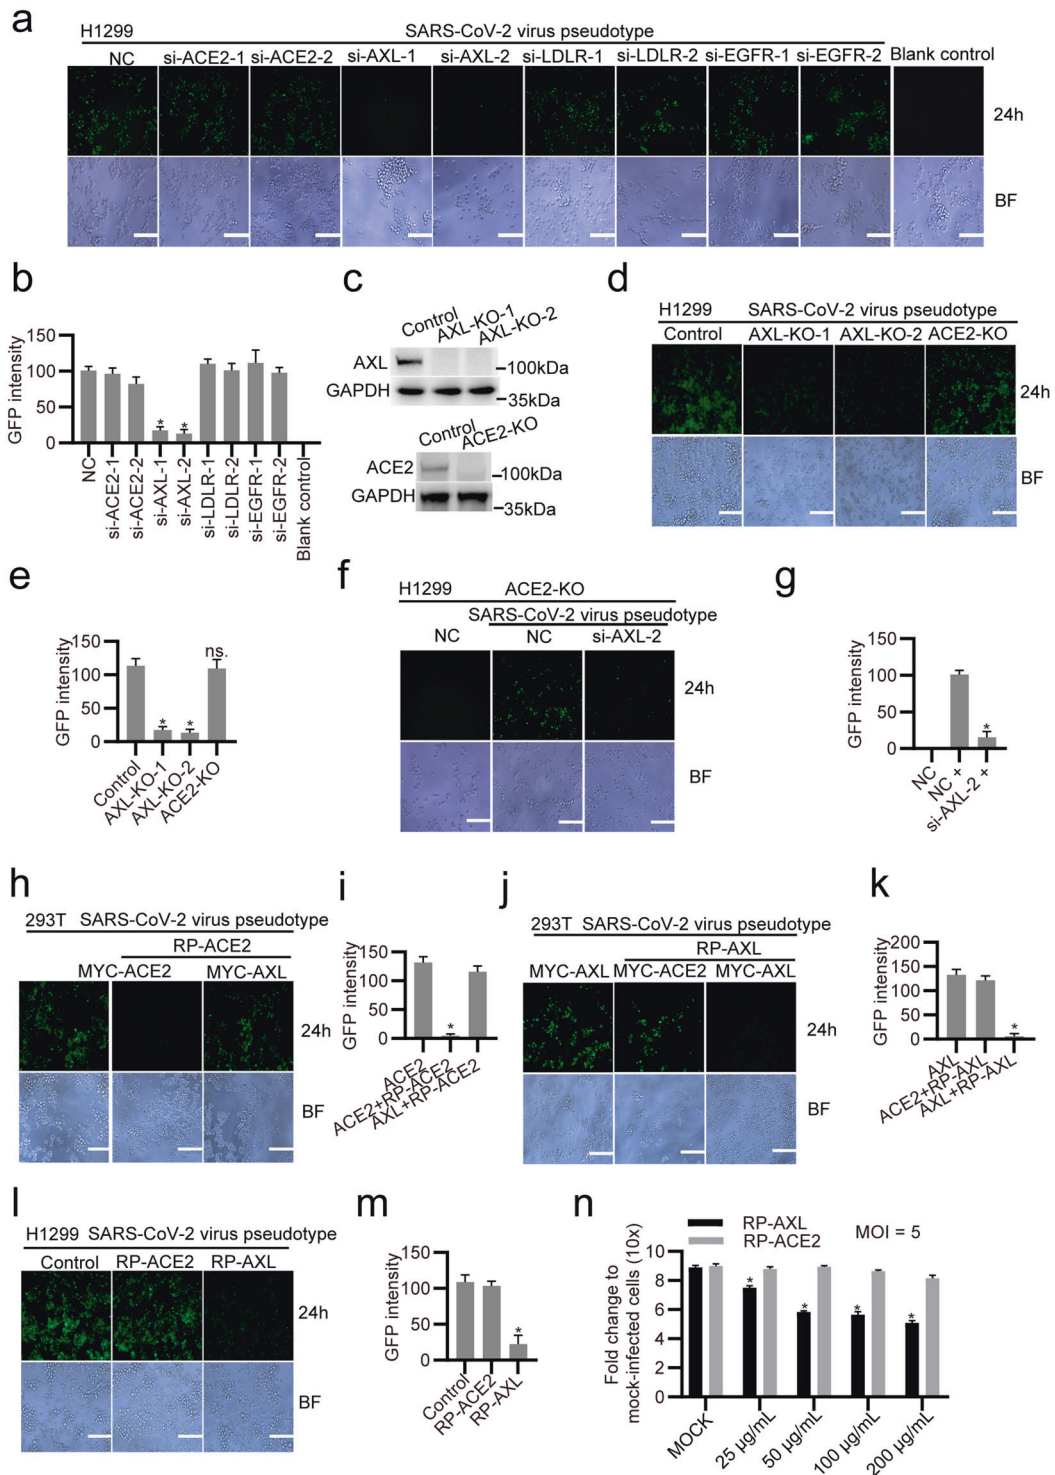 a
H1299 SARS-CoV-2 virus pseudotype
NC si-ACE2-1 si-ACE2-2 si-AXL-1 si-AXL-2 si-LDLR-1 si-LDLR-2 si-EGFR-1 si-EGFR-2 Blank control
24h
BF
b
GFP intensity
150
100
50
0
NC
si-ACE2-1
si-ACE2-2
si-AXL-1
si-AXL-2
si-LDLR-1
si-LDLR-2
si-EGFR-1
si-EGFR-2
Blank control
* *
c
Control AXL-KO-1 AXL-KO-2
AXL
100kDa
GAPDH
35kDa
Control ACE2-KO
ACE2
100kDa
GAPDH
35kDa
d
H1299 SARS-CoV-2 virus pseudotype
Control AXL-KO-1 AXL-KO-2 ACE2-KO
24h
BF
e
GFP intensity
150
100
50
0
* * ns.
Control
AXL-KO-1
AXL-KO-2
ACE2-KO
f
H1299 ACE2-KO
SARS-CoV-2 virus pseudotype
NC NC si-AXL-2
24h
BF
g
GFP intensity
150
100
50
0
*
NC
NC +
si-AXL-2 +
h
293T SARS-CoV-2 virus pseudotype
RP-ACE2
MYC-ACE2 MYC-AXL
24h
BF
i
GFP intensity
150
100
50
0
*
ACE2
ACE2+RP-ACE2
AXL+RP-ACE2
j
293T SARS-CoV-2 virus pseudotype
RP-AXL
MYC-AXL MYC-ACE2 MYC-AXL
24h
BF
k
GFP intensity
200
150
100
50
0
*
AXL
ACE2+RP-AXL
AXL+RP-AXL
l
H1299 SARS-CoV-2 virus pseudotype
Control RP-ACE2 RP-AXL
24h
BF
m
GFP intensity
150
100
50
0
*
Control
RP-ACE2
RP-AXL
n
RP-AXL
RP-ACE2
MOI = 5
Fold change to
mock-infected cells (10x)
10
8
6
4
2
0
* * * *
MOCK
25 µg/mL
50 µg/mL
100 µg/mL
200 µg/mL